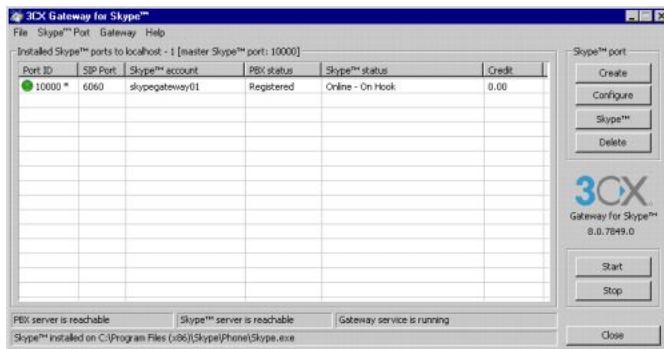 3CX Gateway for Skype™
File Skype™ Port Gateway Help
Installed Skype™ ports to localhost - 1 [master Skype™ port: 10000]
Port ID SIP Port Skype™ account PBX status Skype™ status Credit
10000 * 6060 skypegateway01 Registered Online - On Hook 0.00
Skype™ port
Create
Configure
Skype™
Delete
3CX
Gateway for Skype™
8.0.7849.0
Start
Stop
PBX server is reachable Skype™ server is reachable Gateway service is running
Skype™ installed on C:\Program Files (x86)\Skype\Phone\Skype.exe
Close